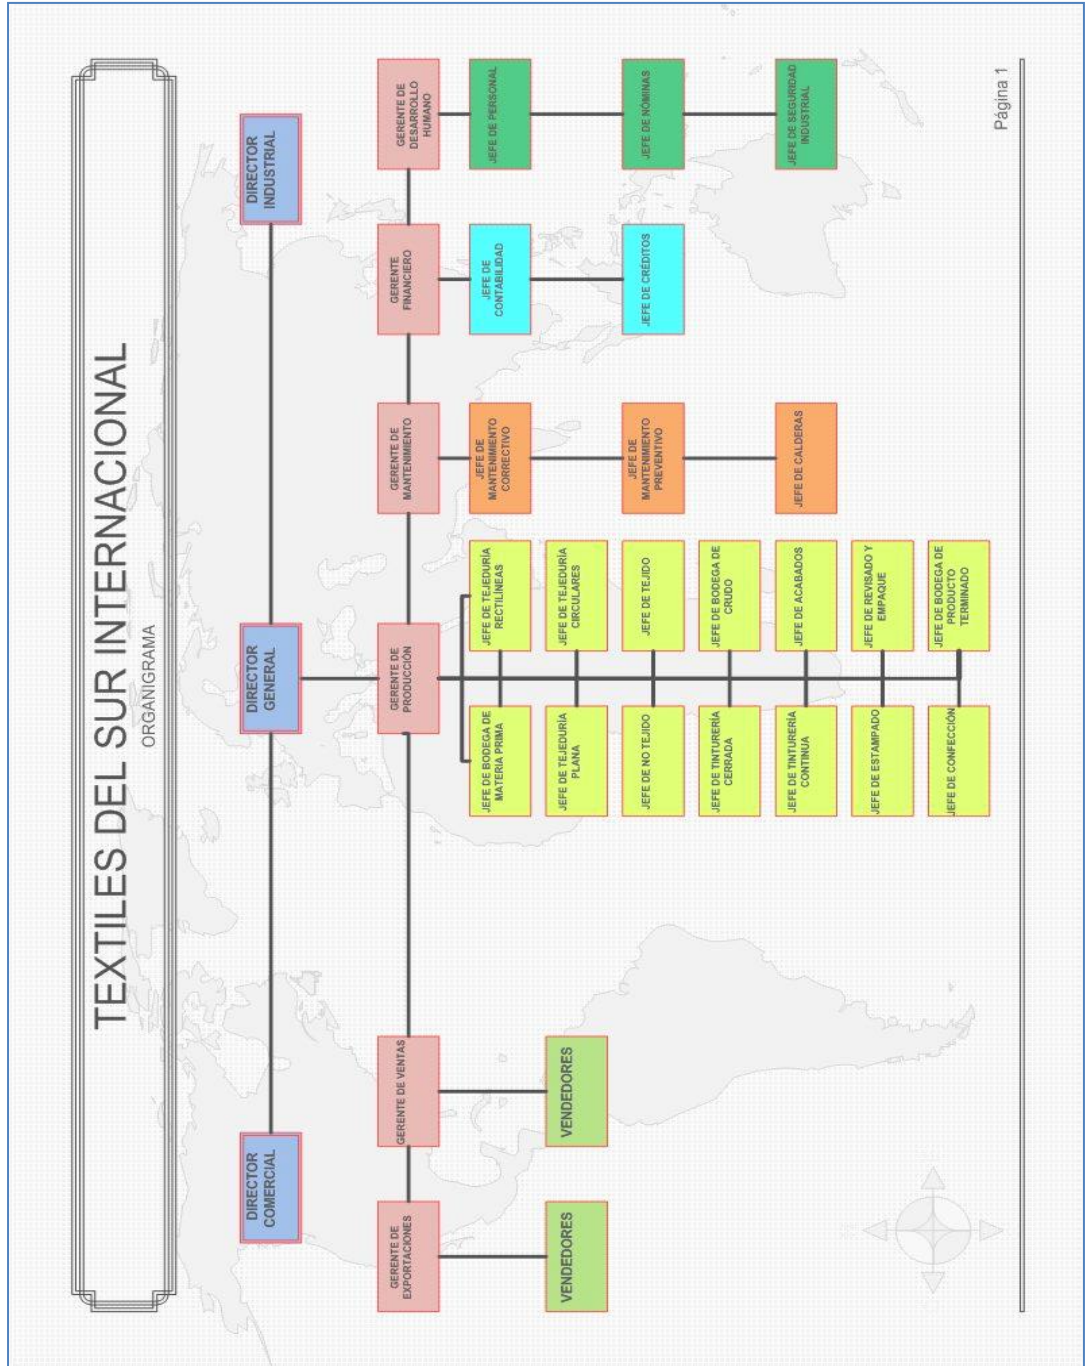 TEXTILES DEL SUR INTERNACIONAL
ORGANIGRAMA
DIRECTOR
COMERCIAL
DIRECTOR
GENERAL
DIRECTOR
INDUSTRIAL
GERENTE DE
EXPORTACIONES
GERENTE DE VENTAS
GERENTE DE
PRODUCCIÓN
GERENTE DE
MANTENIMIENTO
GERENTE
FINANCIERO
GERENTE DE
DESARROLLO
HUMANO
VENDEDORES
VENDEDORES
JEFE DE BODEGA DE
MATERIA PRIMA
JEFE DE TEJEDURÍA
RECTILÍNEAS
JEFE DE TEJEDURÍA
PLANA
JEFE DE TEJEDURÍA
CIRCULARES
JEFE DE NO TEJIDO
JEFE DE TEJIDO
JEFE DE TINTURERÍA
CERRADA
JEFE DE BODEGA DE
CRUDO
JEFE DE TINTURERÍA
CONTINUA
JEFE DE ACABADOS
JEFE DE ESTAMPADO
JEFE DE REVISADO Y
EMPAQUE
JEFE DE CONFECCIÓN
JEFE DE BODEGA DE
PRODUCTO
TERMINADO
JEFE DE
MANTENIMIENTO
CORRECTIVO
JEFE DE
MANTENIMIENTO
PREVENTIVO
JEFE DE CALDERAS
JEFE DE
CONTABILIDAD
JEFE DE CRÉDITOS
JEFE DE PERSONAL
JEFE DE NÓMINAS
JEFE DE SEGURIDAD
INDUSTRIAL
Página 1